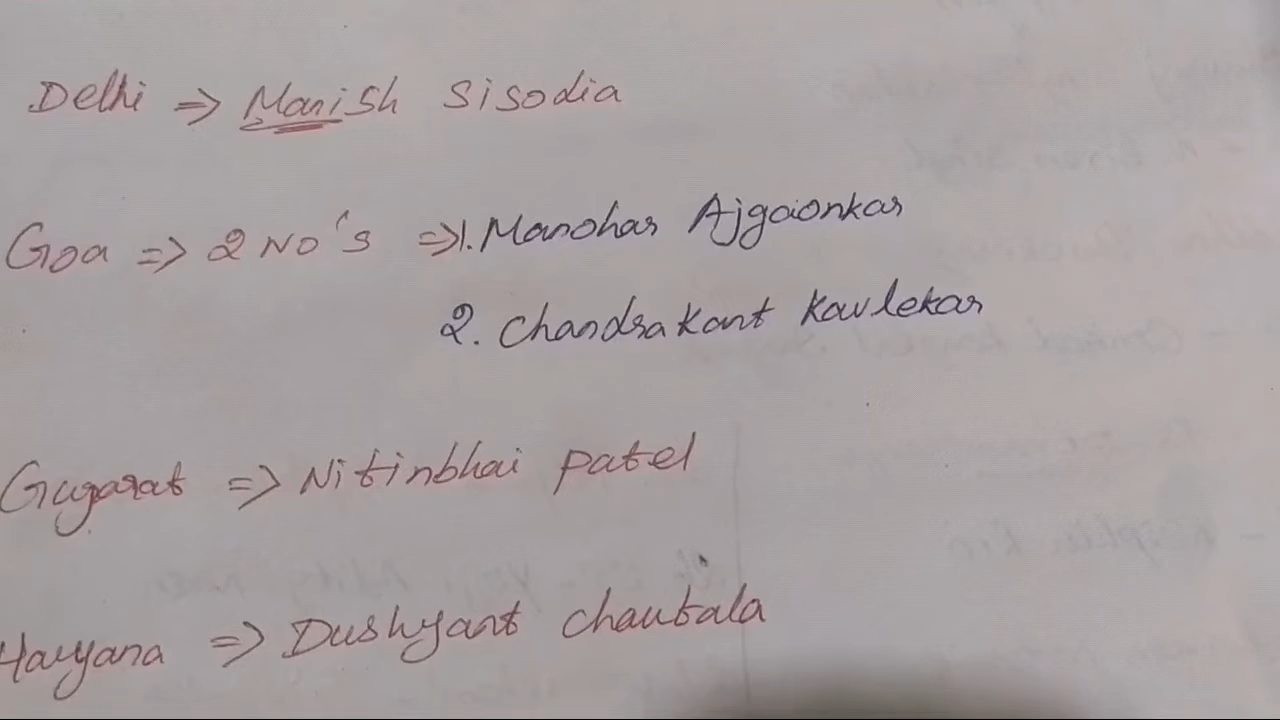 Delhi => Manish Sisodia
Goa => 2 No's => 1. Manohar Ajgaonkar
2. Chandrakant Kavlekar
Gujarat => Nitinbhai patel
Haryana => Dushyant chautala